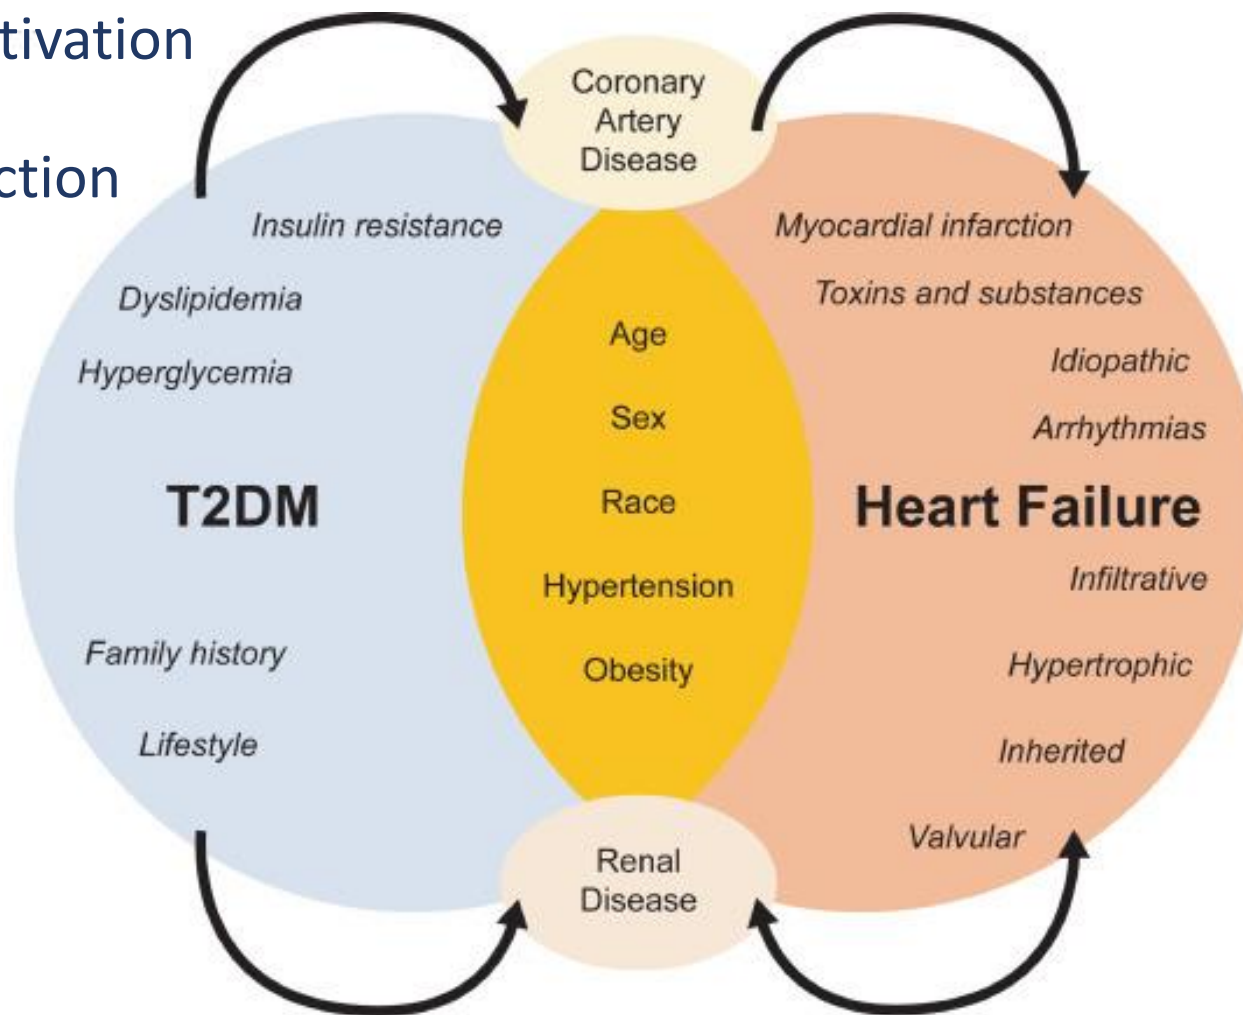 tivation
ction
Coronary
Artery
Disease
Insulin resistance
Dyslipidemia
Hyperglycemia
T2DM
Family history
Lifestyle
Age
Sex
Race
Hypertension
Obesity
Myocardial infarction
Toxins and substances
Idiopathic
Arrhythmias
Heart Failure
Infiltrative
Hypertrophic
Inherited
Valvular
Renal
Disease